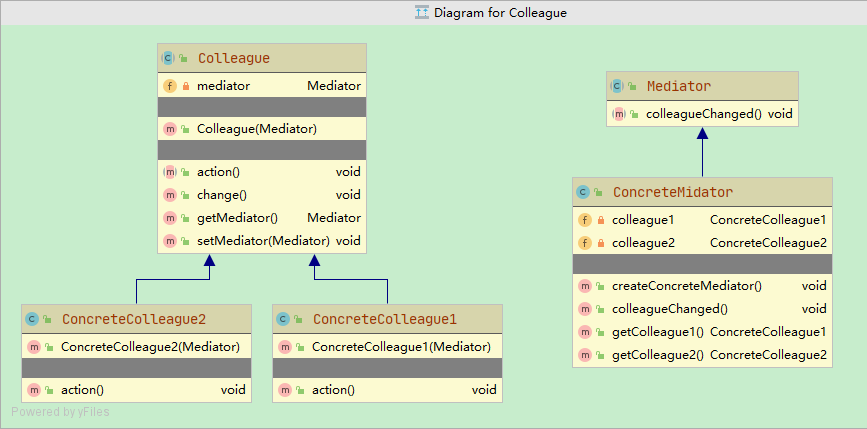 Diagram for Colleague
Colleague
mediator Mediator
Colleague(Mediator)
action() void
change() void
getMediator() Mediator
setMediator(Mediator) void
Mediator
colleagueChanged() void
ConcreteMidator
colleague1 ConcreteColleague1
colleague2 ConcreteColleague2
createConcreteMediator() void
colleagueChanged() void
getColleague1() ConcreteColleague1
getColleague2() ConcreteColleague2
ConcreteColleague2
ConcreteColleague2(Mediator)
action() void
ConcreteColleague1
ConcreteColleague1(Mediator)
action() void
Powered by yFiles